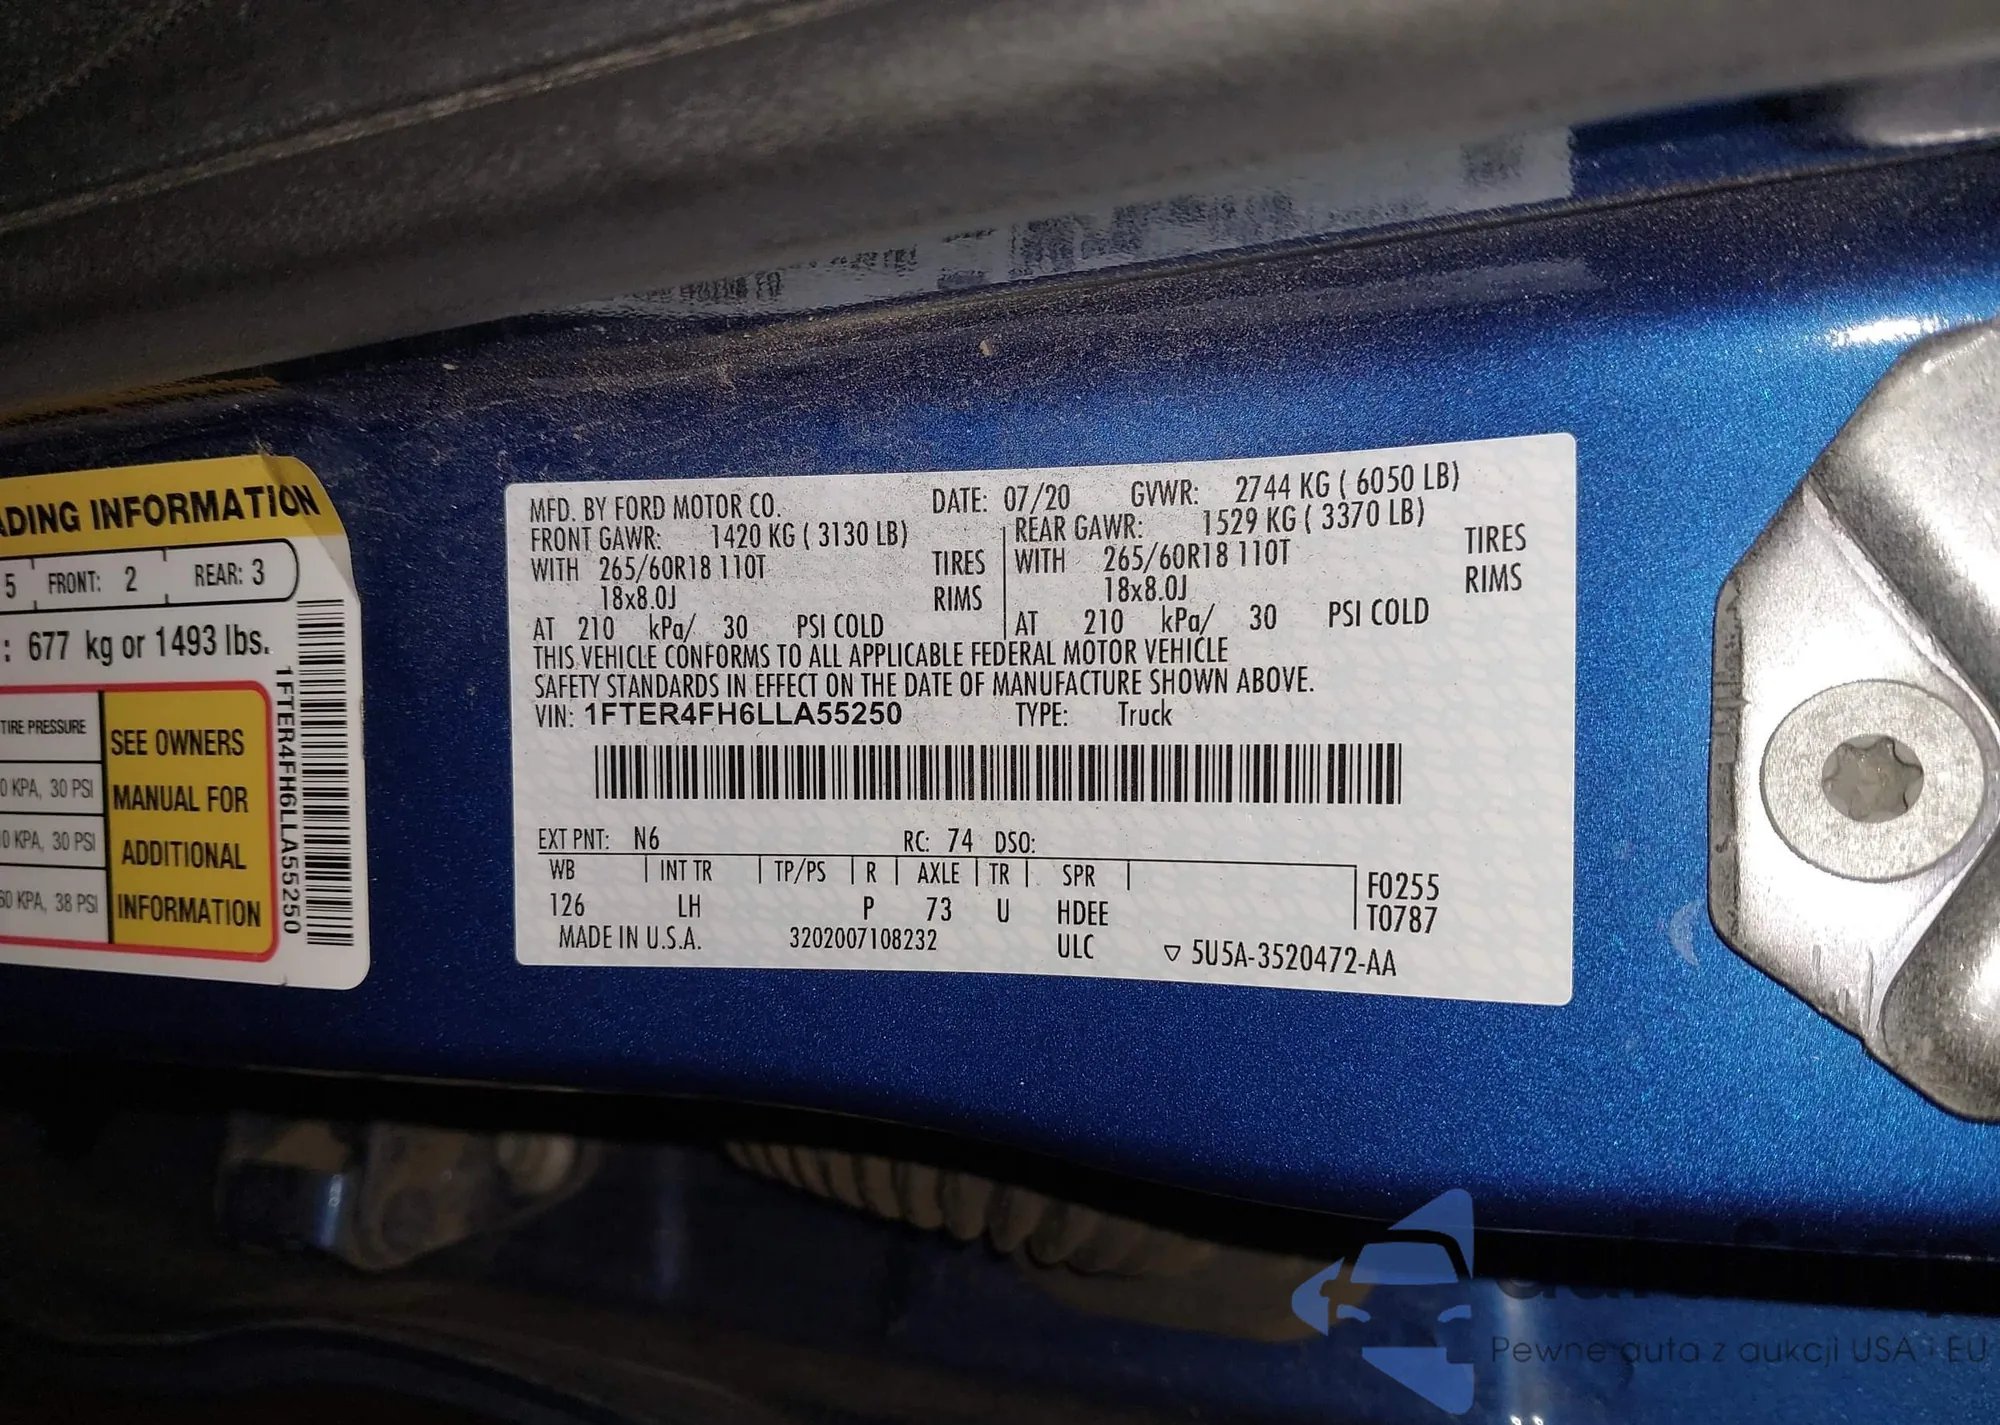 ADING INFORMATION
5 FRONT: 2 REAR: 3
: 677 kg or 1493 lbs.
TIRE PRESSURE
0 KPA, 30 PSI
10 KPA, 30 PSI
60 KPA, 38 PSI
SEE OWNERS
MANUAL FOR
ADDITIONAL
INFORMATION
1FTER4FH6LLA55250
MFD. BY FORD MOTOR CO. DATE: 07/20 GVWR: 2744 KG ( 6050 LB)
FRONT GAWR: 1420 KG ( 3130 LB) REAR GAWR: 1529 KG ( 3370 LB)
WITH 265/60R18 110T TIRES WITH 265/60R18 110T TIRES
18x8.0J RIMS 18x8.0J RIMS
AT 210 kPa/ 30 PSI COLD AT 210 kPa/ 30 PSI COLD
THIS VEHICLE CONFORMS TO ALL APPLICABLE FEDERAL MOTOR VEHICLE
SAFETY STANDARDS IN EFFECT ON THE DATE OF MANUFACTURE SHOWN ABOVE.
VIN: 1FTER4FH6LLA55250 TYPE: Truck
EXT PNT: N6 RC: 74 DSO:
WB INT TR TP/PS R AXLE TR SPR
126 LH P 73 U HDEE
F0255
T0787
MADE IN U.S.A. 3202007108232 ULC ▽ 5U5A-3520472-AA
Pewne auta z aukcji USA i EU